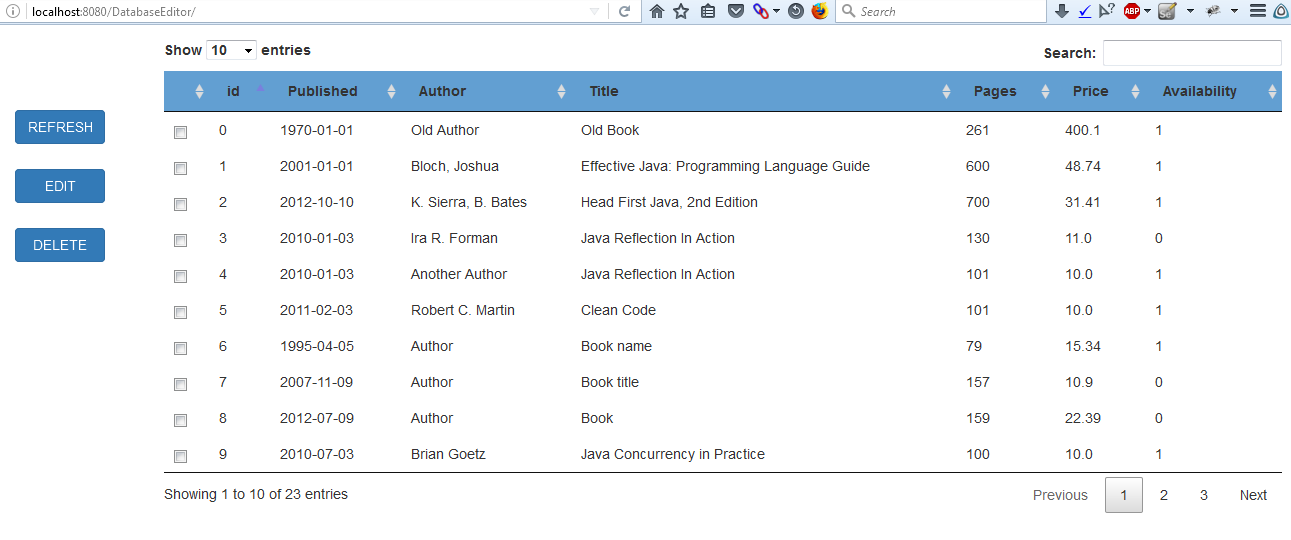 localhost:8080/DatabaseEditor/ Search ABP Se
Show 10 entries Search:
id Published Author Title Pages Price Availability
REFRESH
EDIT
DELETE
0 1970-01-01 Old Author Old Book 261 400.1 1
1 2001-01-01 Bloch, Joshua Effective Java: Programming Language Guide 600 48.74 1
2 2012-10-10 K. Sierra, B. Bates Head First Java, 2nd Edition 700 31.41 1
3 2010-01-03 Ira R. Forman Java Reflection In Action 130 11.0 0
4 2010-01-03 Another Author Java Reflection In Action 101 10.0 1
5 2011-02-03 Robert C. Martin Clean Code 101 10.0 1
6 1995-04-05 Author Book name 79 15.34 1
7 2007-11-09 Author Book title 157 10.9 0
8 2012-07-09 Author Book 159 22.39 0
9 2010-07-03 Brian Goetz Java Concurrency in Practice 100 10.0 1
Showing 1 to 10 of 23 entries Previous 1 2 3 Next